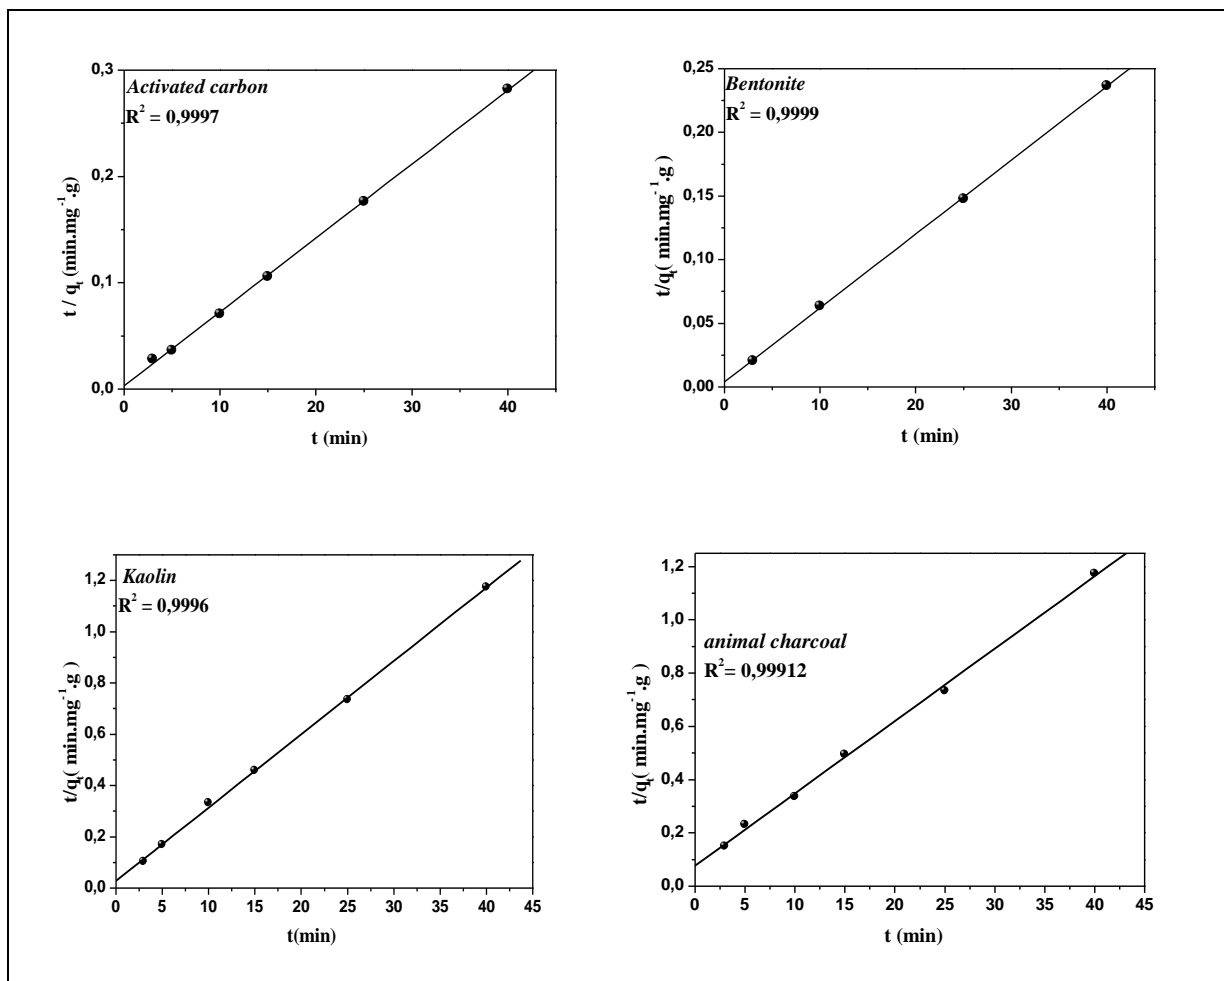 Activated carbon
R² = 0,9997
0,3
0,2
0,1
0,0
t / qₜ (min.mg⁻¹.g)
0 10 20 30 40
t (min)
Bentonite
R² = 0,9999
0,25
0,20
0,15
0,10
0,05
0,00
t/qₜ( min.mg⁻¹.g )
0 10 20 30 40
t (min)
Kaolin
R² = 0,9996
1,2
1,0
0,8
0,6
0,4
0,2
0,0
t/qₜ( min.mg⁻¹.g )
0 5 10 15 20 25 30 35 40 45
t(min)
animal charcoal
R²= 0,99912
1,2
1,0
0,8
0,6
0,4
0,2
0,0
t/qₜ( min.mg⁻¹.g )
0 5 10 15 20 25 30 35 40 45
t (min)